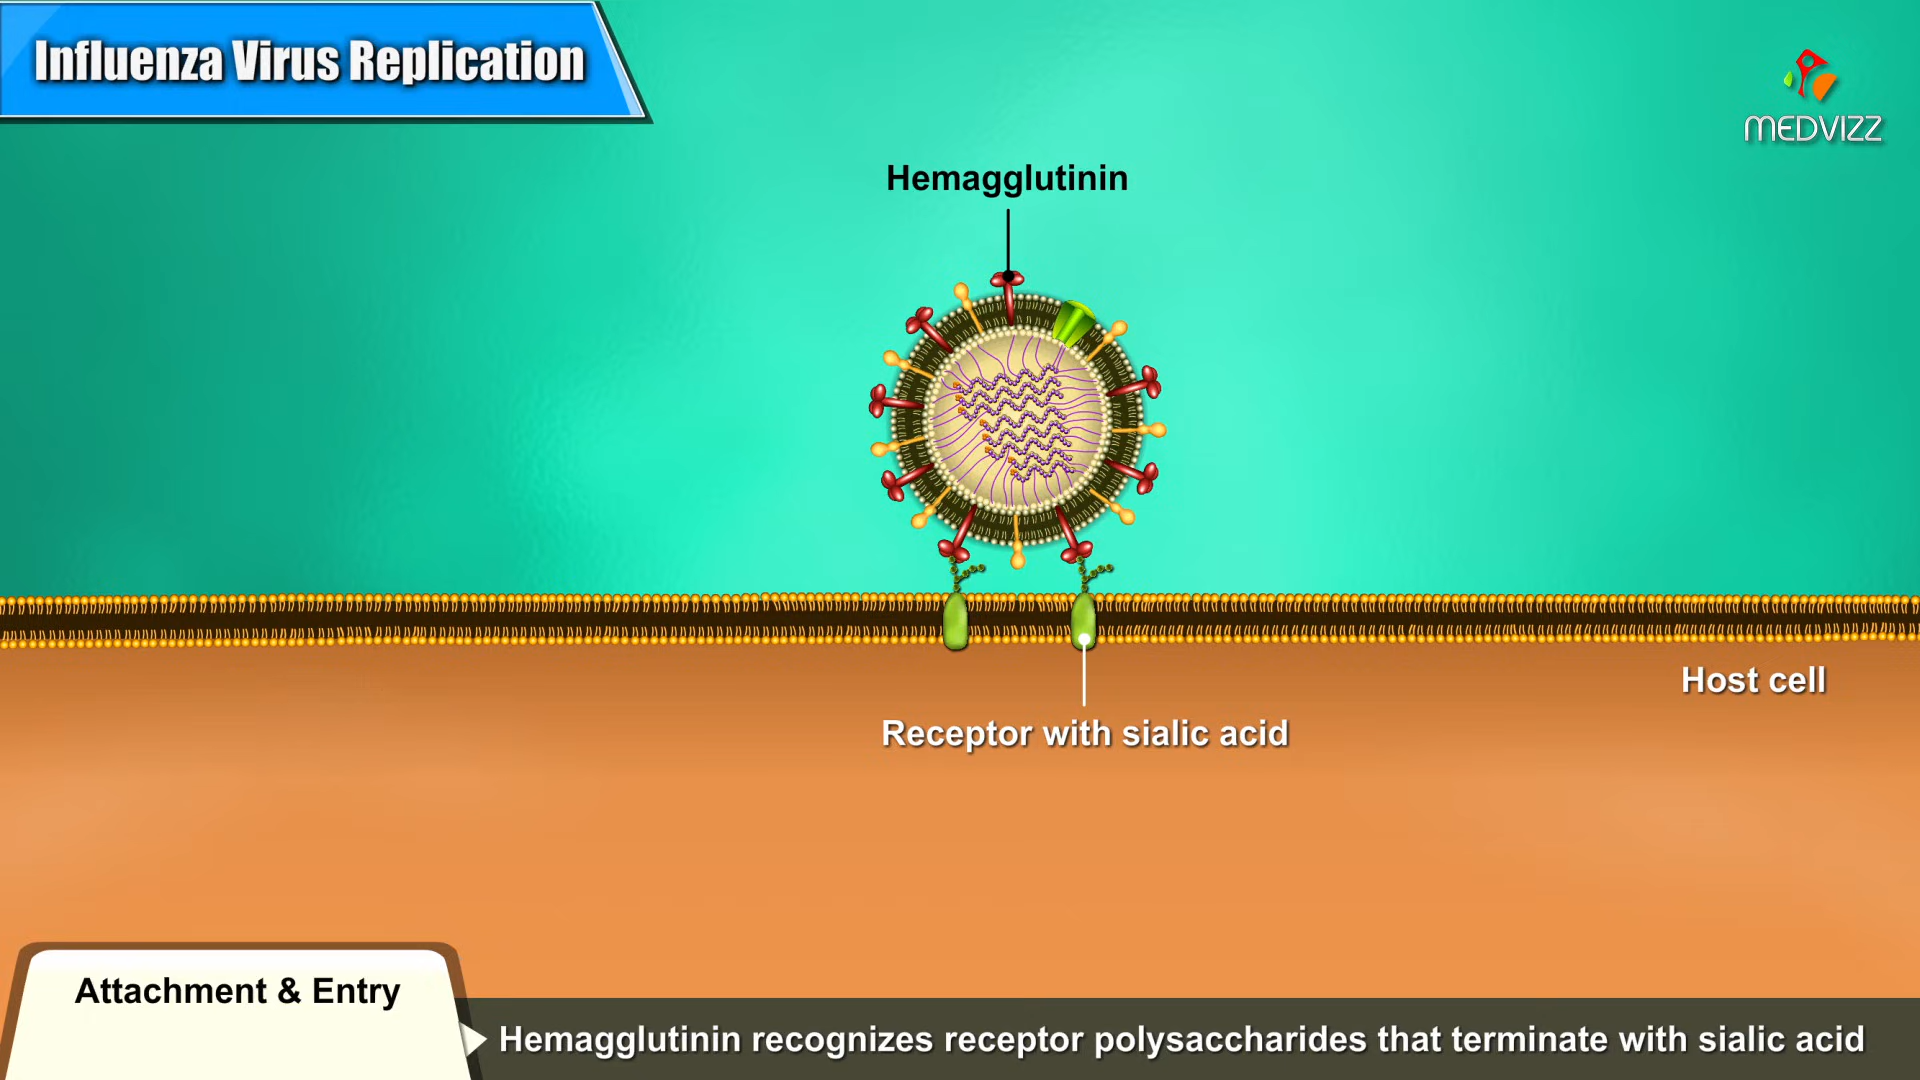 Influenza Virus Replication
MEDVIZZ
Hemagglutinin
Host cell
Receptor with sialic acid
Attachment & Entry
Hemagglutinin recognizes receptor polysaccharides that terminate with sialic acid